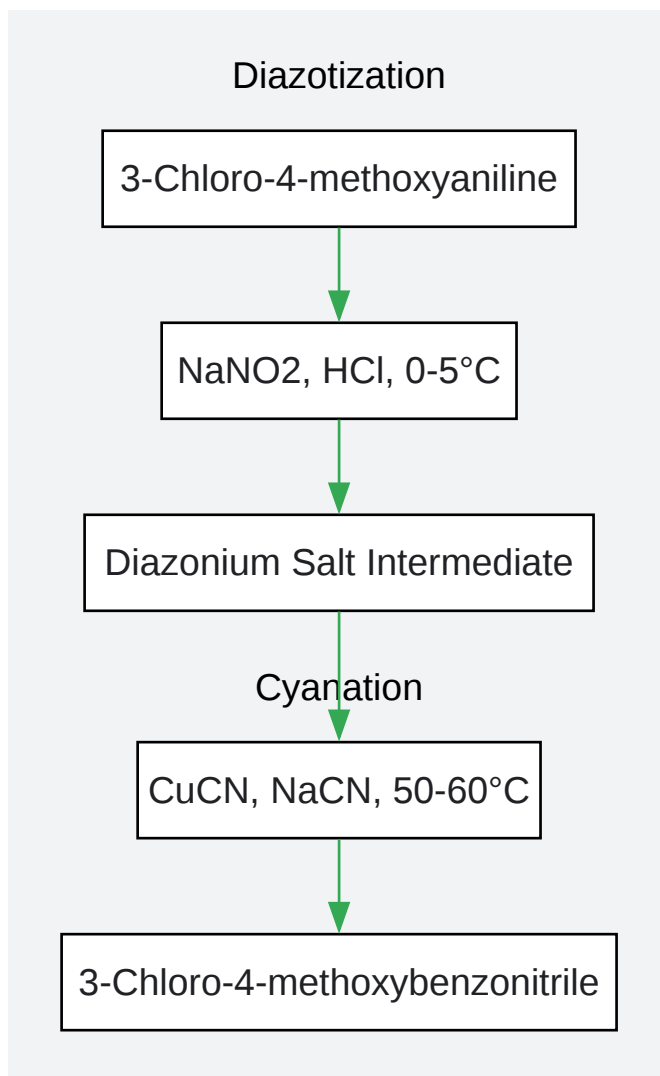 Diazotization
3-Chloro-4-methoxyaniline
NaNO2, HCl, 0-5°C
Diazonium Salt Intermediate
Cyanation
CuCN, NaCN, 50-60°C
3-Chloro-4-methoxybenzonitrile